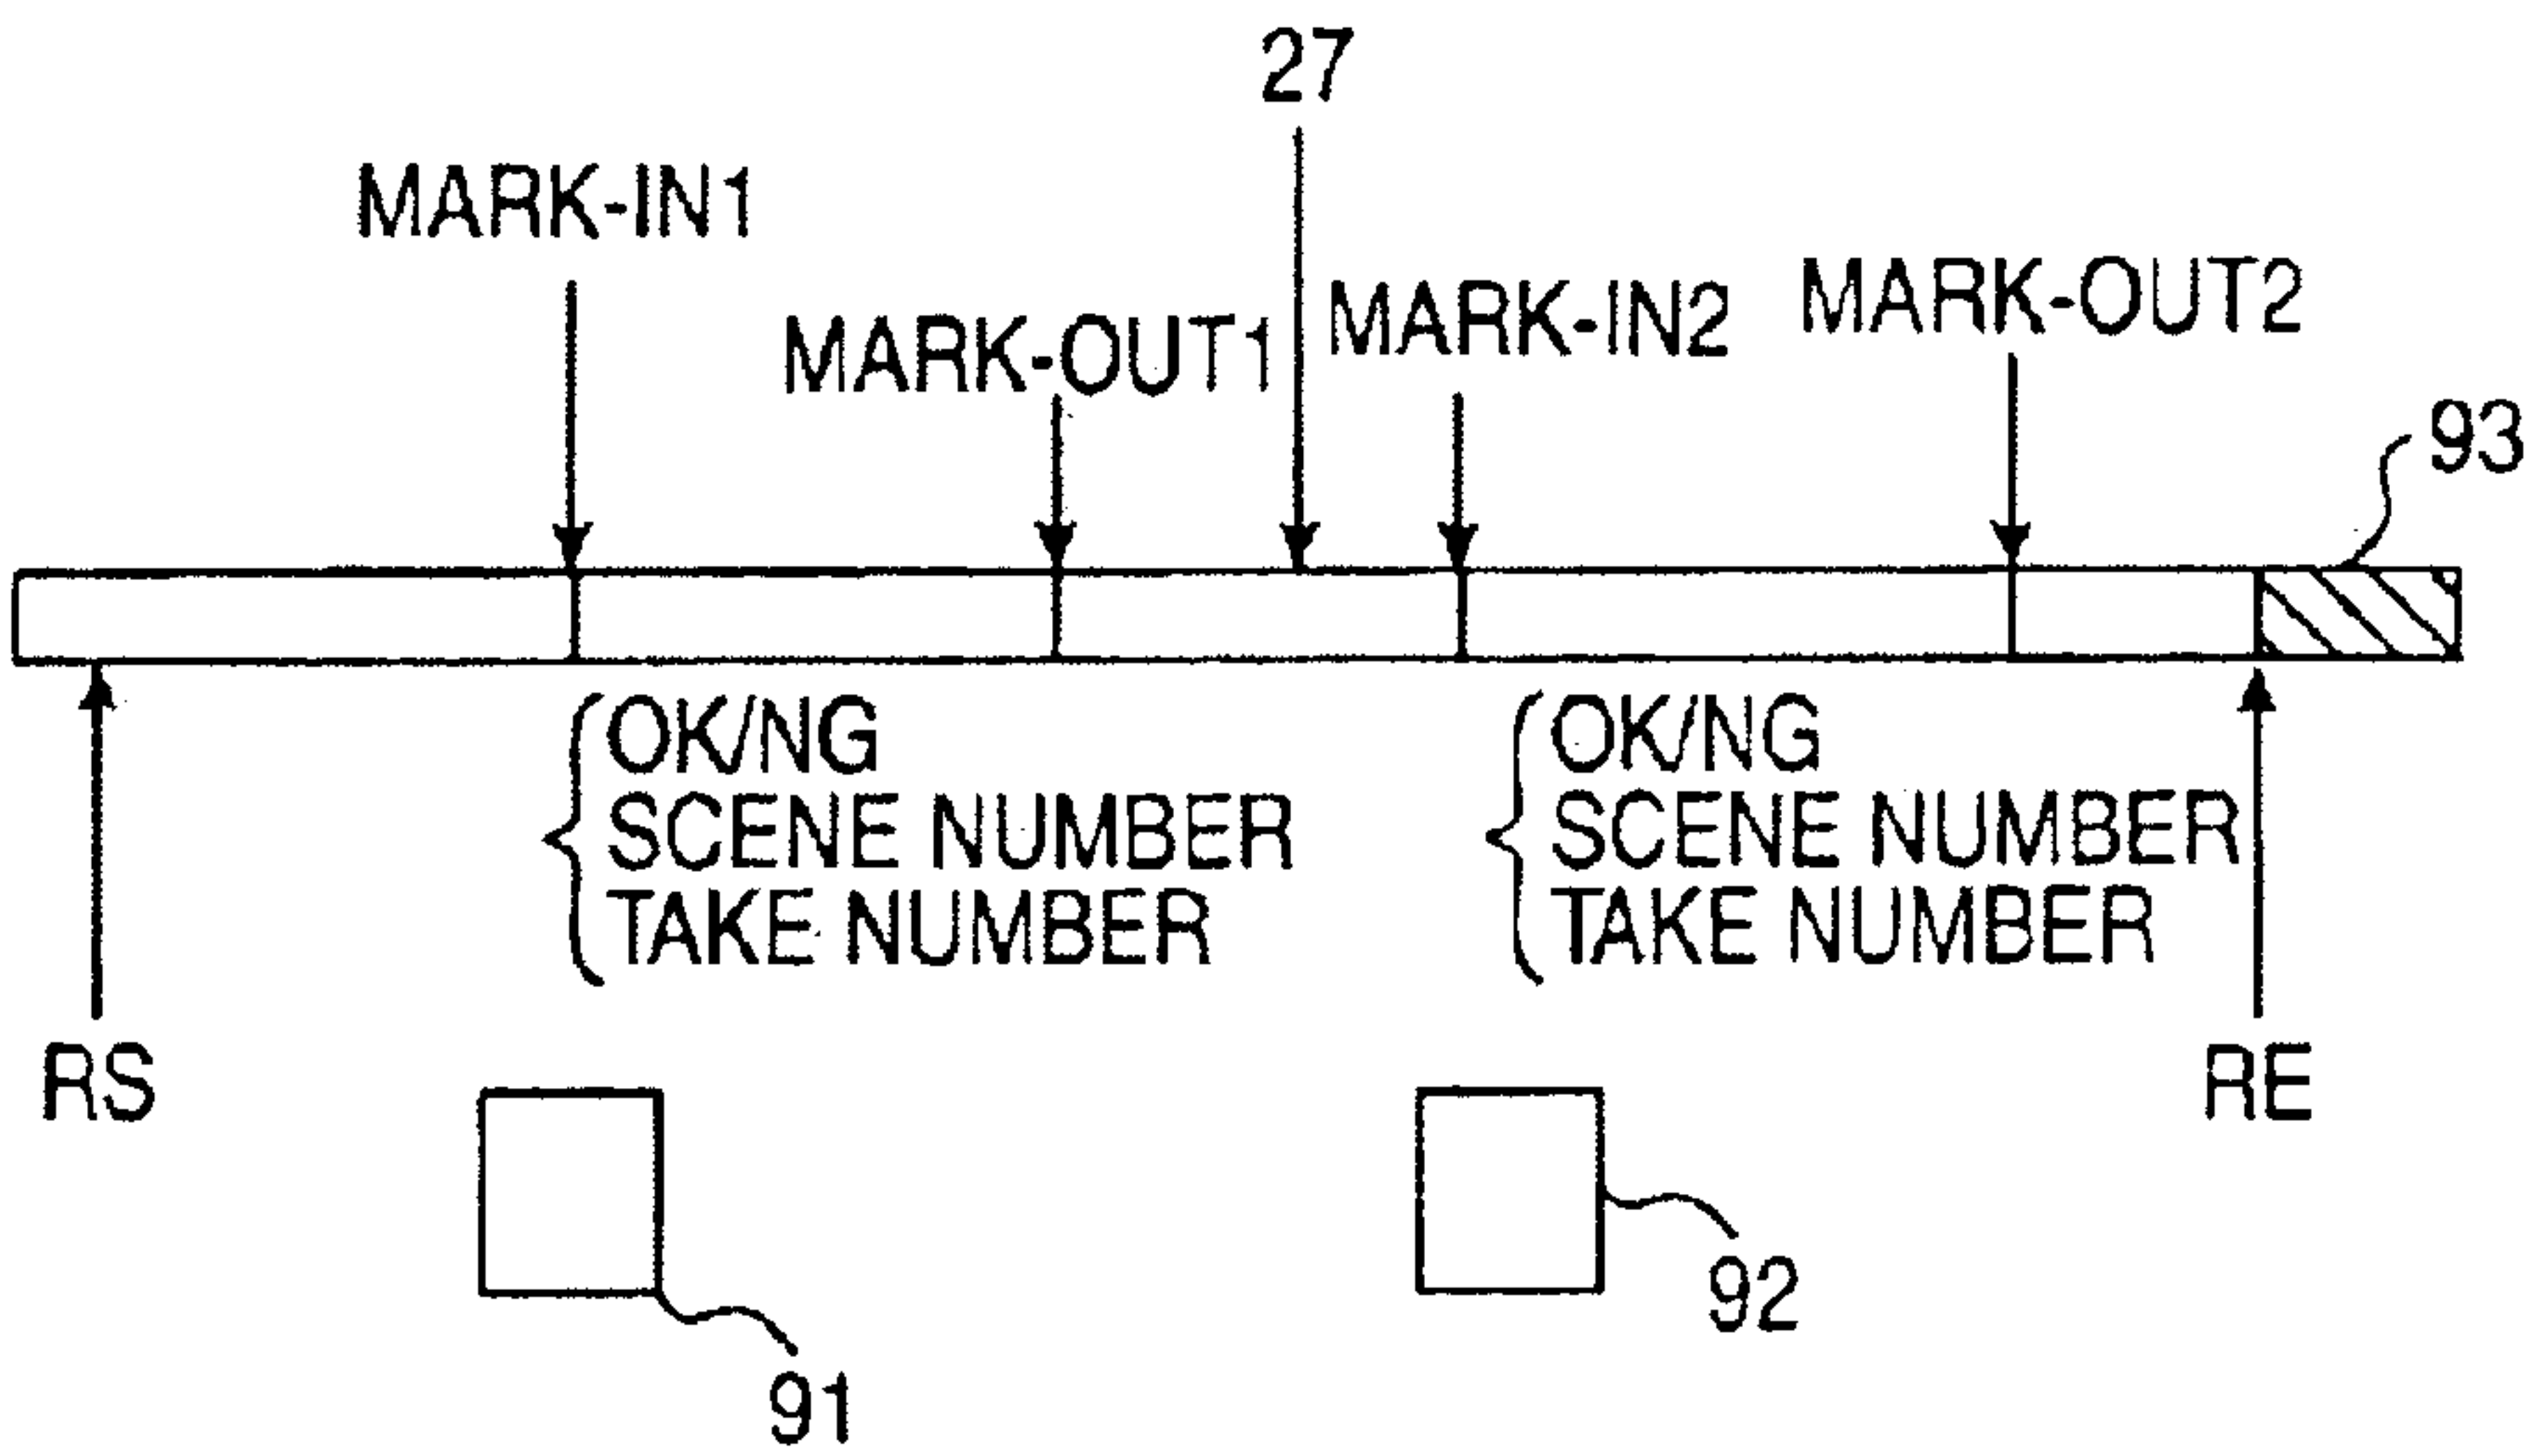 27
MARK-IN1
MARK-OUT1
MARK-IN2
MARK-OUT2
93
OK/NG
SCENE NUMBER
TAKE NUMBER
OK/NG
SCENE NUMBER
TAKE NUMBER
RS
RE
91
92